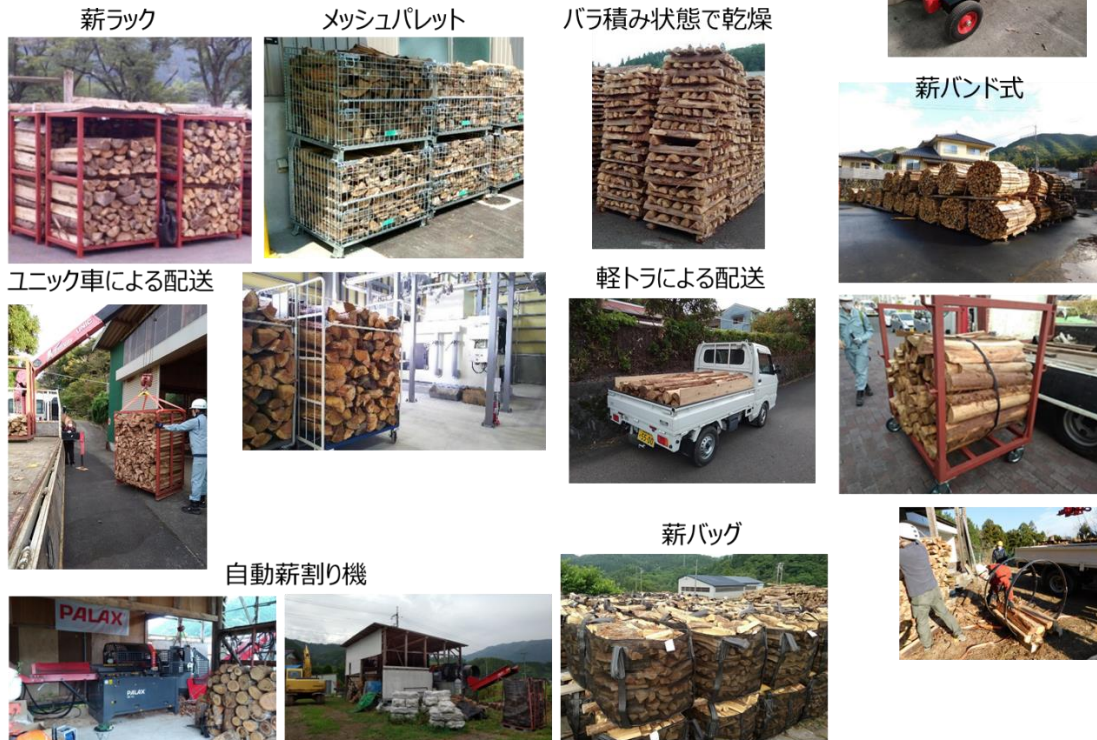 薪ラック
メッシュパレット
バラ積み状態で乾燥
薪バンド式
ユニック車による配送
軽トラによる配送
自動薪割り機
薪バッグ
PALAX
PALAX